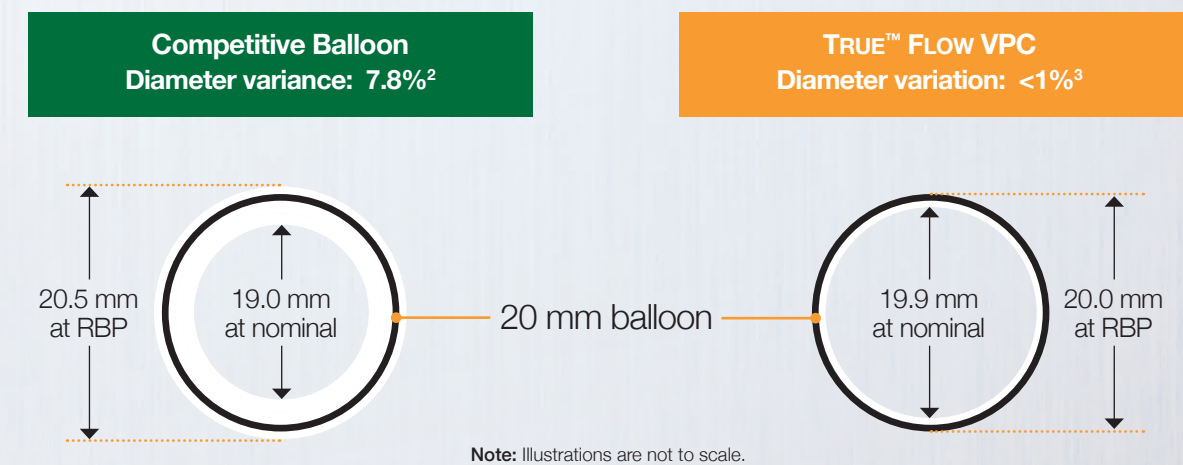 Competitive Balloon
Diameter variance: 7.8%²
TRUE™ FLOW VPC
Diameter variation: <1%³
20.5 mm
at RBP
19.0 mm
at nominal
20 mm balloon
19.9 mm
at nominal
20.0 mm
at RBP
Note: Illustrations are not to scale.